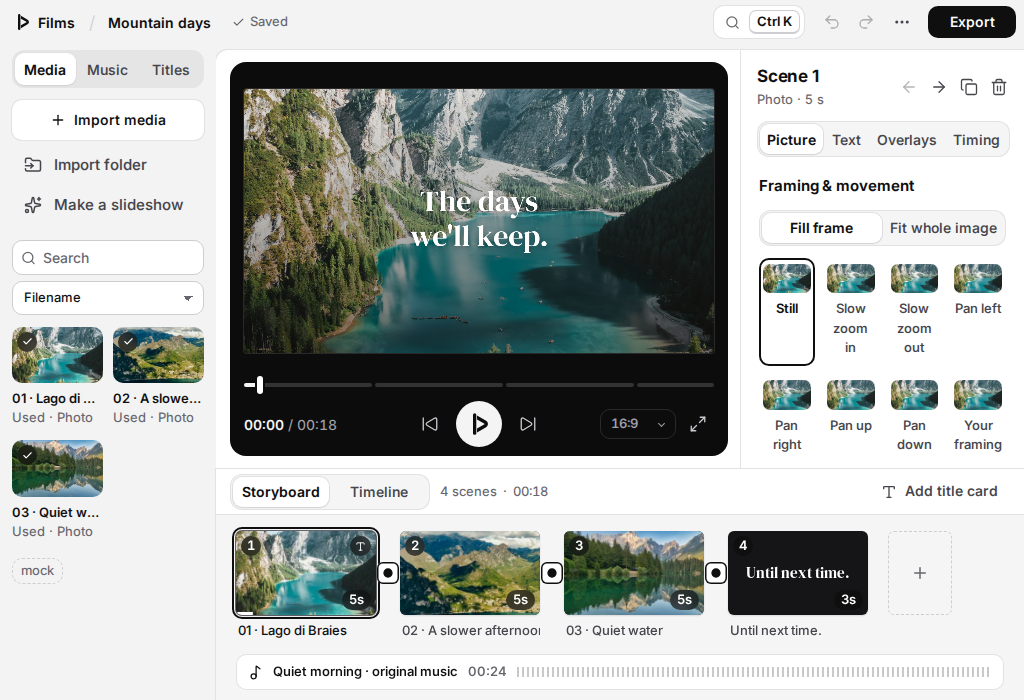 Films / Mountain days
Saved
Ctrl K
Export
Media
Music
Titles
Import media
Import folder
Make a slideshow
Search
Filename
01 · Lago di ...
Used · Photo
02 · A slowe...
Used · Photo
03 · Quiet w...
Used · Photo
mock
The days
we'll keep.
00:00 / 00:18
16:9
Scene 1
Photo · 5 s
Picture
Text
Overlays
Timing
Framing & movement
Fill frame
Fit whole image
Still
Slow
zoom
in
Slow
zoom
out
Pan left
Pan
right
Pan up
Pan
down
Your
framing
Storyboard
Timeline
4 scenes · 00:18
Add title card
1
T
5s
01 · Lago di Braies
2
5s
02 · A slower afternoon
3
5s
03 · Quiet water
4
Until next time.
3s
Until next time.
Quiet morning · original music 00:24